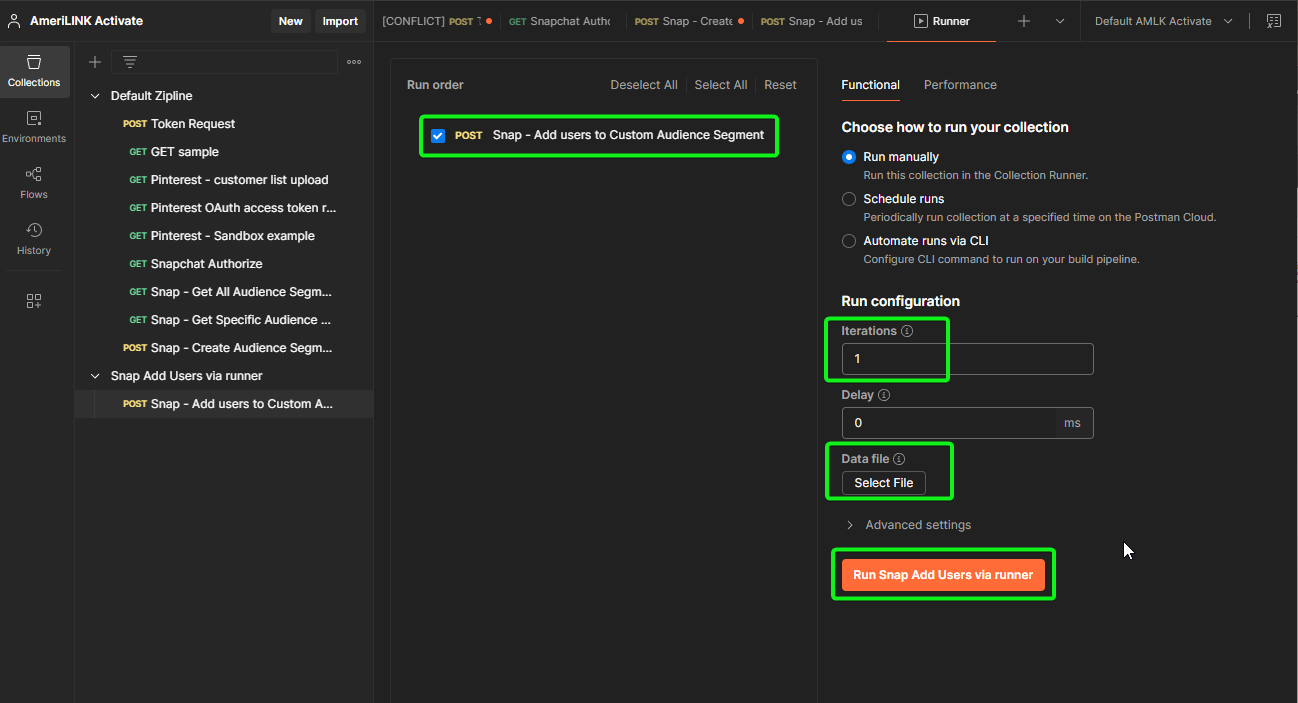 AmeriLINK Activate
New
Import
[CONFLICT] POST
GET Snapchat Autho
POST Snap - Create
POST Snap - Add us
Runner
Default AMLK Activate
Collections
Environments
Flows
History
Default Zipline
POST Token Request
GET GET sample
GET Pinterest - customer list upload
GET Pinterest OAuth access token r...
GET Pinterest - Sandbox example
GET Snapchat Authorize
GET Snap - Get All Audience Segm...
GET Snap - Get Specific Audience ...
POST Snap - Create Audience Segm...
Snap Add Users via runner
POST Snap - Add users to Custom A...
Run order
Deselect All
Select All
Reset
POST Snap - Add users to Custom Audience Segment
Functional
Performance
Choose how to run your collection
Run manually
Run this collection in the Collection Runner.
Schedule runs
Periodically run collection at a specified time on the Postman Cloud.
Automate runs via CLI
Configure CLI command to run on your build pipeline.
Run configuration
Iterations
1
Delay
0 ms
Data file
Select File
Advanced settings
Run Snap Add Users via runner